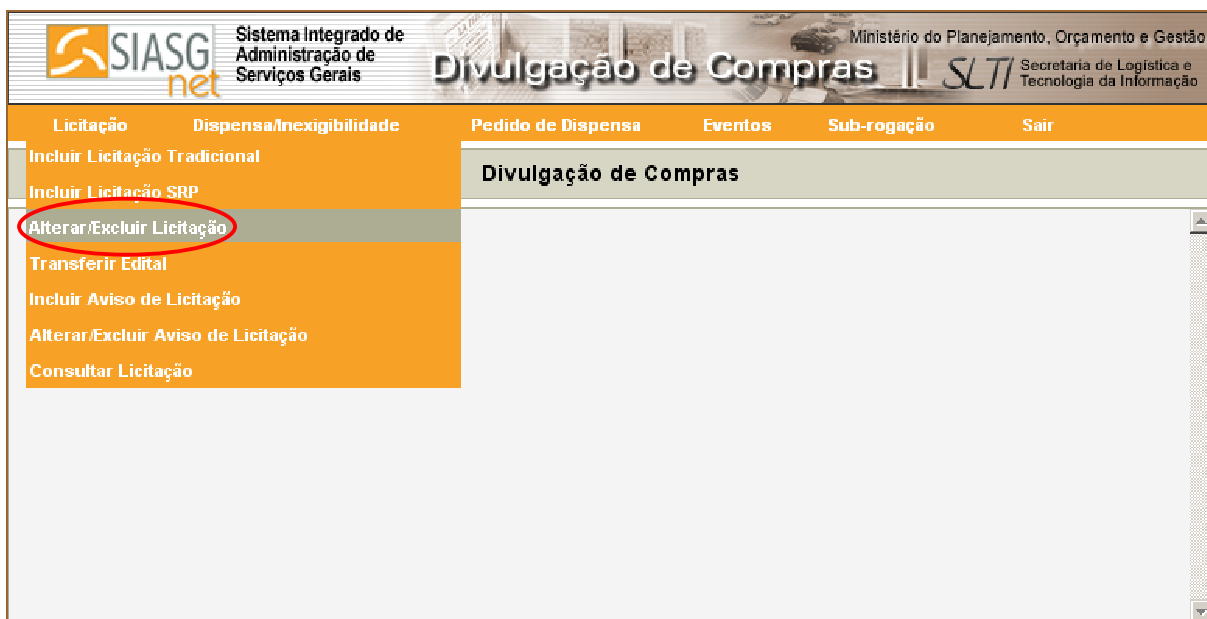 SIASG
net
Sistema Integrado de
Administração de
Serviços Gerais
Divulgação de Compras
Ministério do Planejamento, Orçamento e Gestão
SLTI
Secretaria de Logística e
Tecnologia da Informação
Licitação Dispensa/Inexigibilidade Pedido de Dispensa Eventos Sub-rogação Sair
Divulgação de Compras
Incluir Licitação Tradicional
Incluir Licitação SRP
Alterar/Excluir Licitação
Transferir Edital
Incluir Aviso de Licitação
Alterar/Excluir Aviso de Licitação
Consultar Licitação